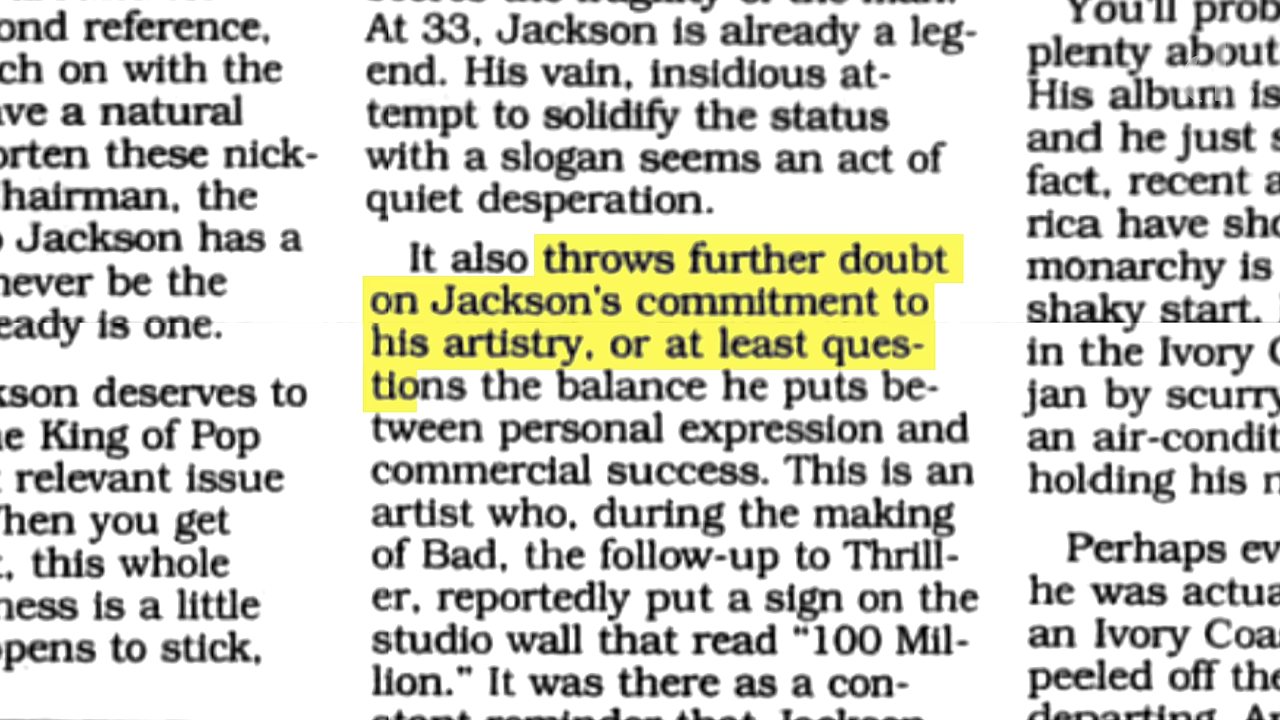 ond reference,
ch on with the
ve a natural
orten these nick-
hairman, the
Jackson has a
never be the
eady is one.
kson deserves to
e King of Pop
relevant issue
hen you get
, this whole
ness is a little
ppens to stick,
At 33, Jackson is already a leg-
end. His vain, insidious at-
tempt to solidify the status
with a slogan seems an act of
quiet desperation.
It also throws further doubt
on Jackson's commitment to
his artistry, or at least ques-
tions the balance he puts be-
tween personal expression and
commercial success. This is an
artist who, during the making
of Bad, the follow-up to Thrill-
er, reportedly put a sign on the
studio wall that read "100 Mil-
lion." It was there as a con-
stant reminder that Jackson
You'll prob
plenty about
His album is
and he just s
fact, recent a
rica have sho
monarchy is
shaky start.
in the Ivory C
jan by scurry
an air-condit
holding his n
Perhaps ev
he was actua
an Ivory Coa
peeled off the
departing. A